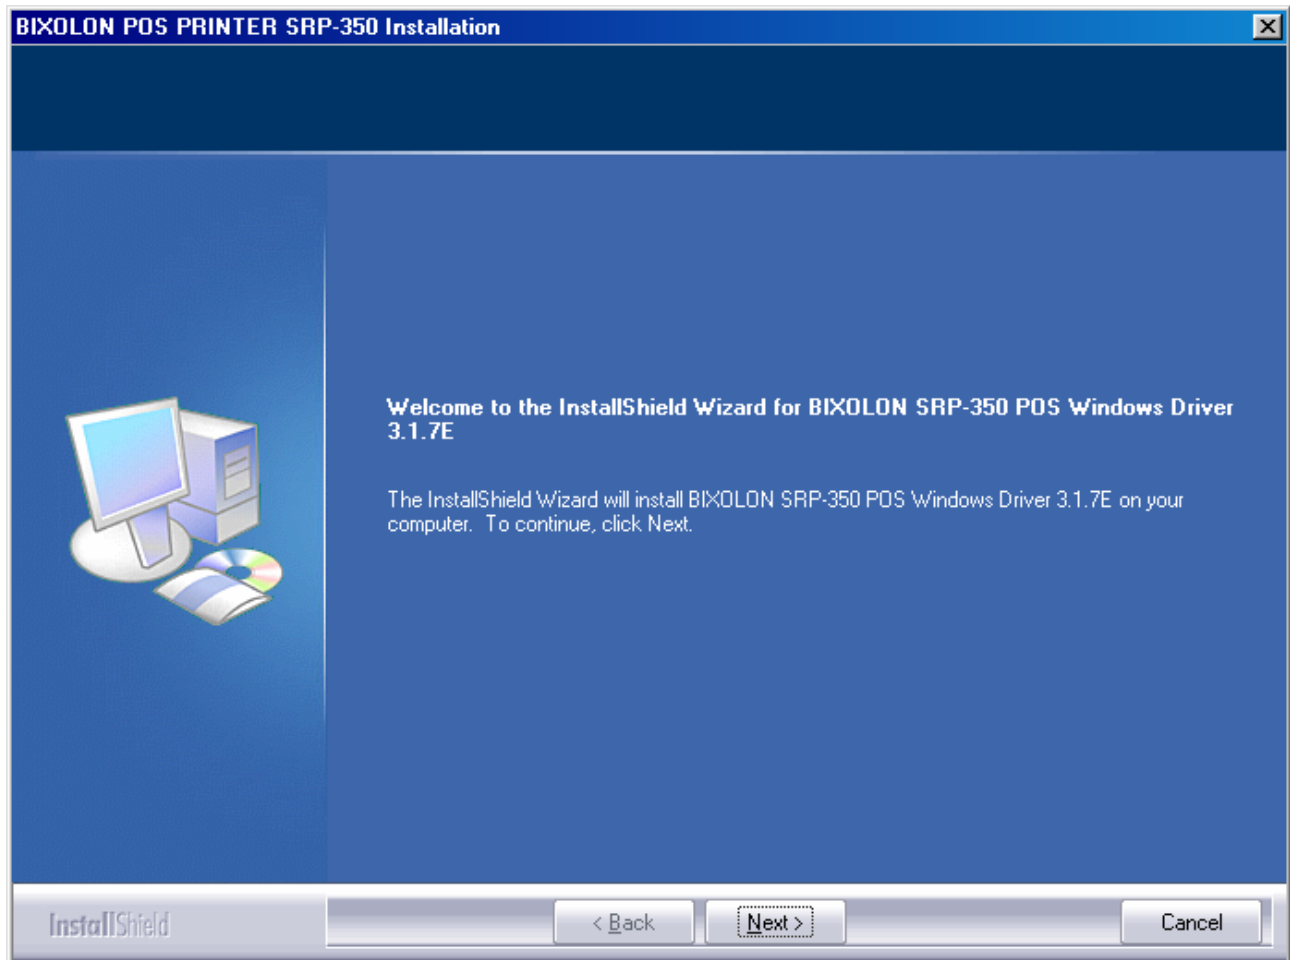 BIXOLON POS PRINTER SRP-350 Installation
Welcome to the InstallShield Wizard for BIXOLON SRP-350 POS Windows Driver
3.1.7E
The InstallShield Wizard will install BIXOLON SRP-350 POS Windows Driver 3.1.7E on your
computer. To continue, click Next.
InstallShield
< Back
Next >
Cancel